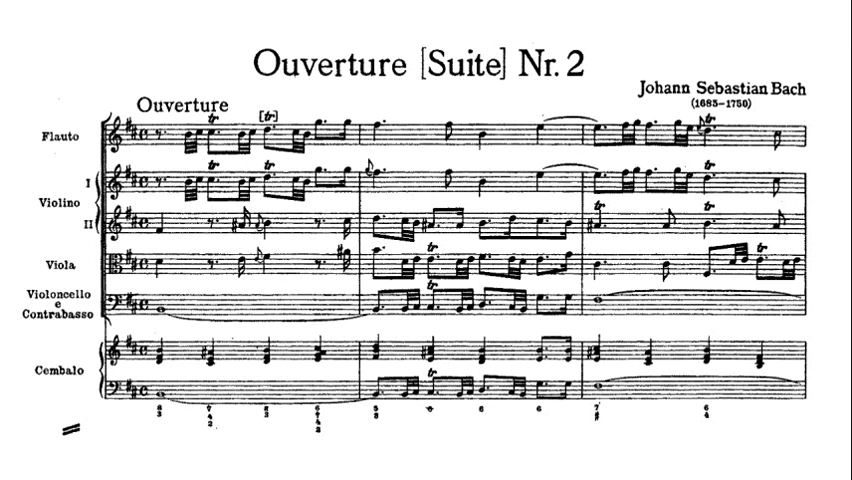 Ouverture [Suite] Nr. 2
Johann Sebastian Bach
(1685–1750)
Ouverture
Flauto
I
Violino
II
Viola
Violoncello
e
Contrabasso
Cembalo